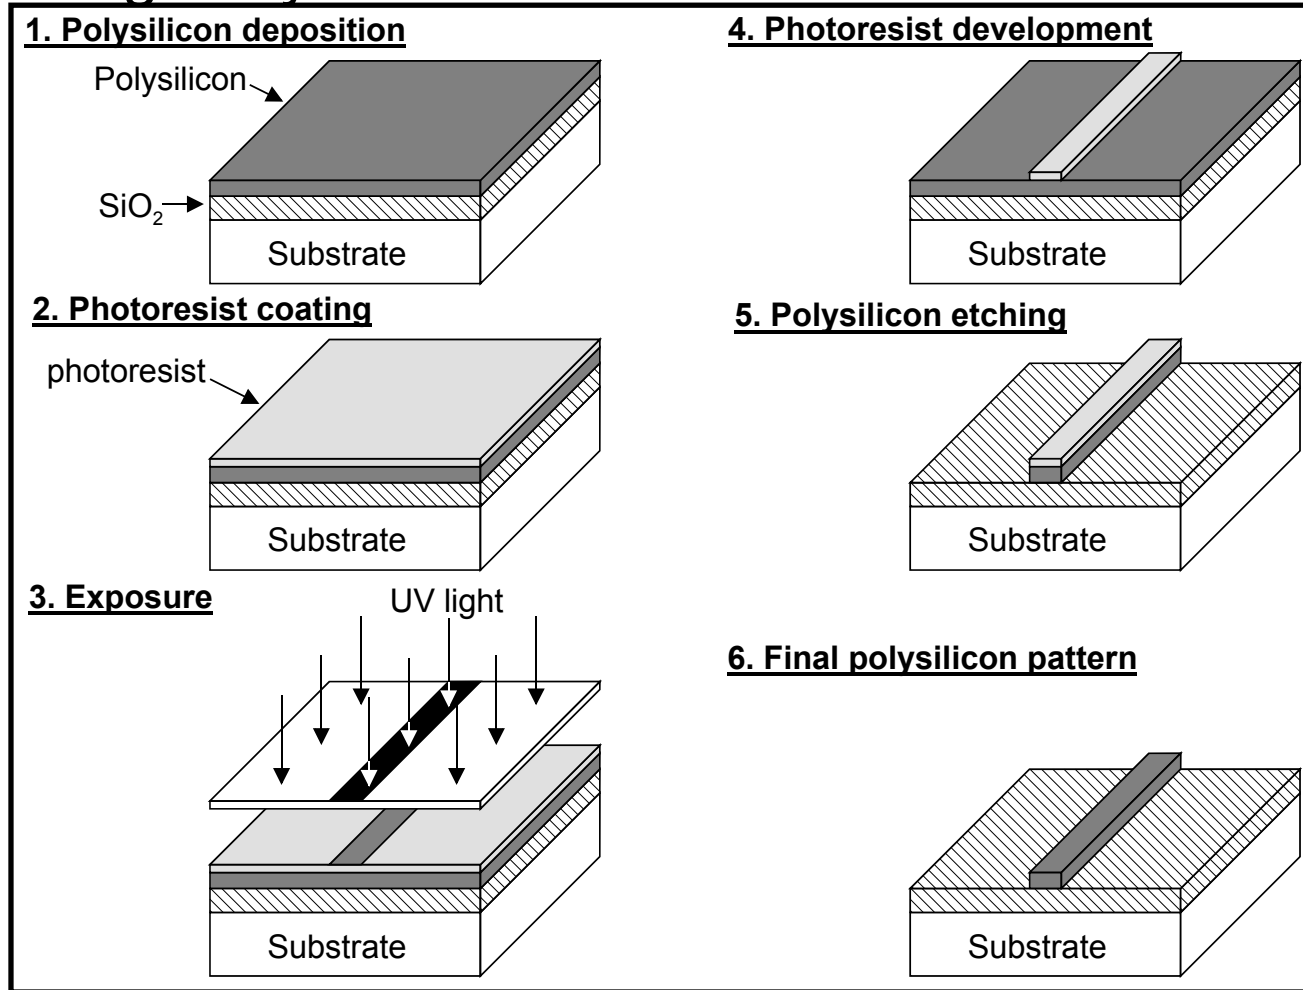 1. Polysilicon deposition
Polysilicon
SiO₂
Substrate
2. Photoresist coating
photoresist
Substrate
3. Exposure
UV light
Substrate
4. Photoresist development
Substrate
5. Polysilicon etching
Substrate
6. Final polysilicon pattern
Substrate